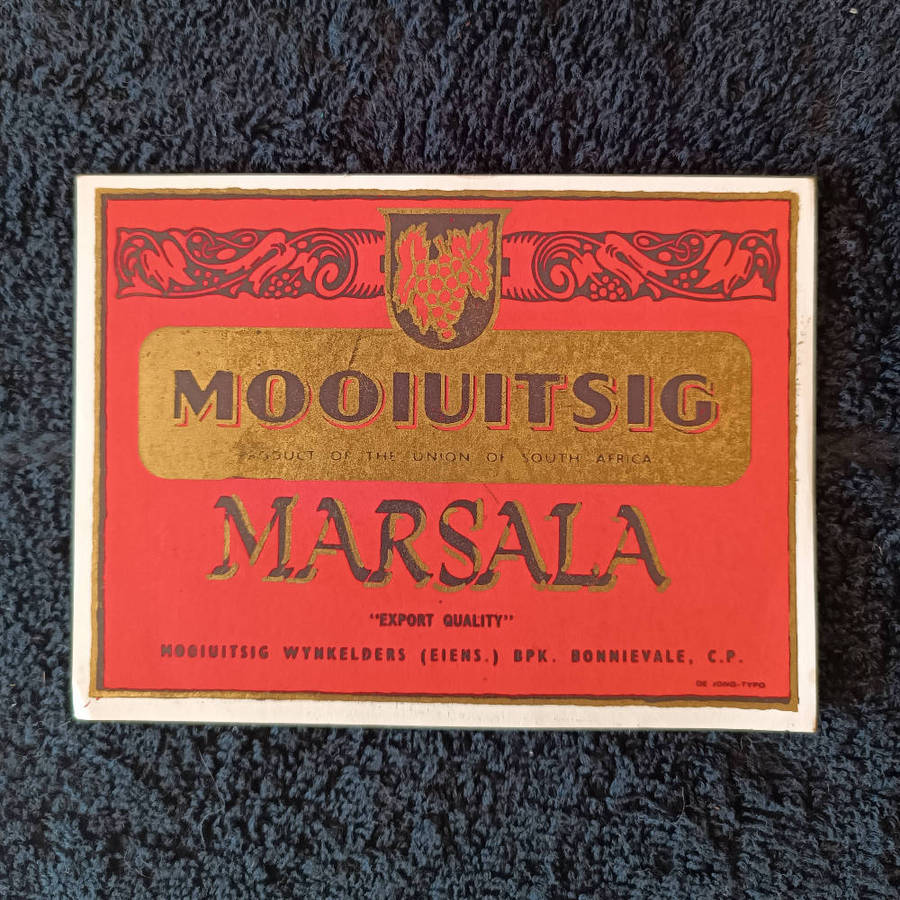 MOOIUITSIG
PRODUCT OF THE UNION OF SOUTH AFRICA
MARSALA
"EXPORT QUALITY"
MOOIUITSIG WYNKELDERS (EIENS.) BPK. BONNIEVALE, C.P.
DE JONG-TYPO